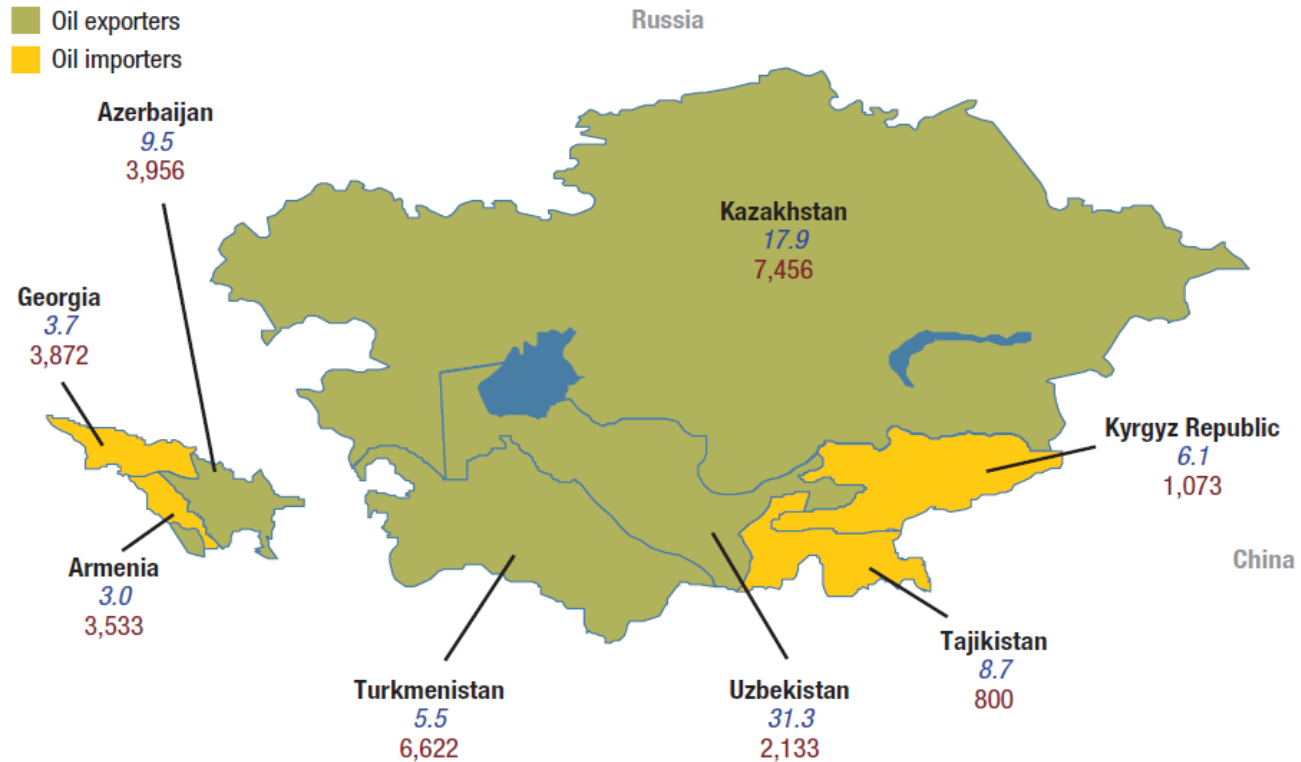 Oil exporters
Oil importers
Russia
Azerbaijan
9.5
3,956
Kazakhstan
17.9
7,456
Georgia
3.7
3,872
Kyrgyz Republic
6.1
1,073
China
Armenia
3.0
3,533
Tajikistan
8.7
800
Turkmenistan
5.5
6,622
Uzbekistan
31.3
2,133